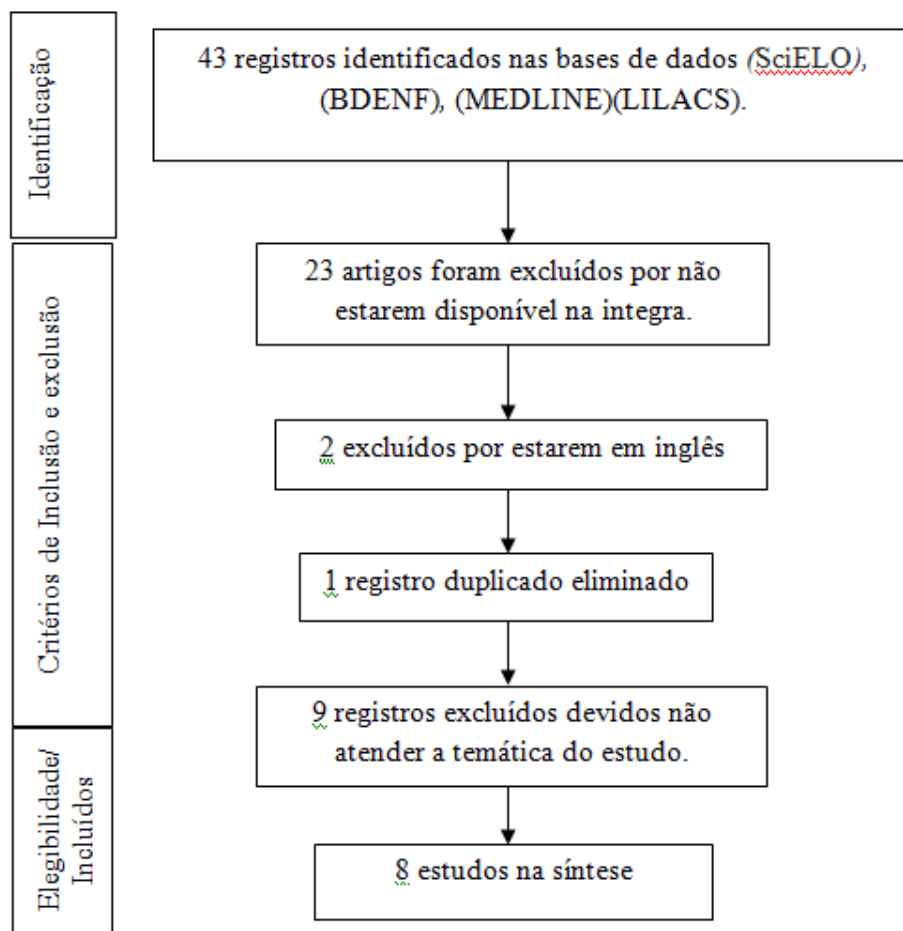 Identificação
43 registros identificados nas bases de dados (SciELO),
(BDENF), (MEDLINE)(LILACS).
Critérios de Inclusão e exclusão
23 artigos foram excluídos por não
estarem disponível na integra.
2 excluídos por estarem em inglês
1 registro duplicado eliminado
9 registros excluídos devidos não
atender a temática do estudo.
Elegibilidade/
Incluídos
8 estudos na síntese